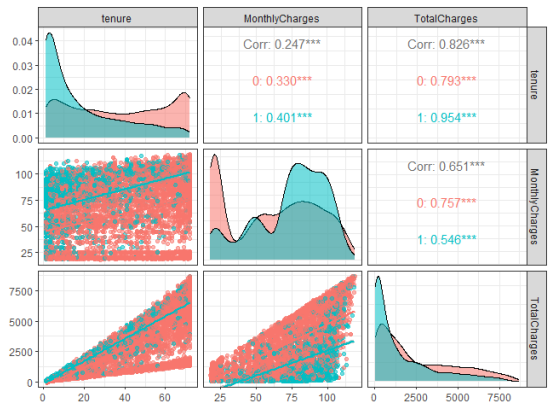 tenure MonthlyCharges TotalCharges
0.04
0.03
0.02
0.01
0.00
Corr: 0.247***
0: 0.330***
1: 0.401***
Corr: 0.826***
0: 0.793***
1: 0.954***
tenure
100
75
50
25
Corr: 0.651***
0: 0.757***
1: 0.546***
MonthlyCharges
7500
5000
2500
0
TotalCharges
0 20 40 60
25 50 75 100
0 2500 5000 7500